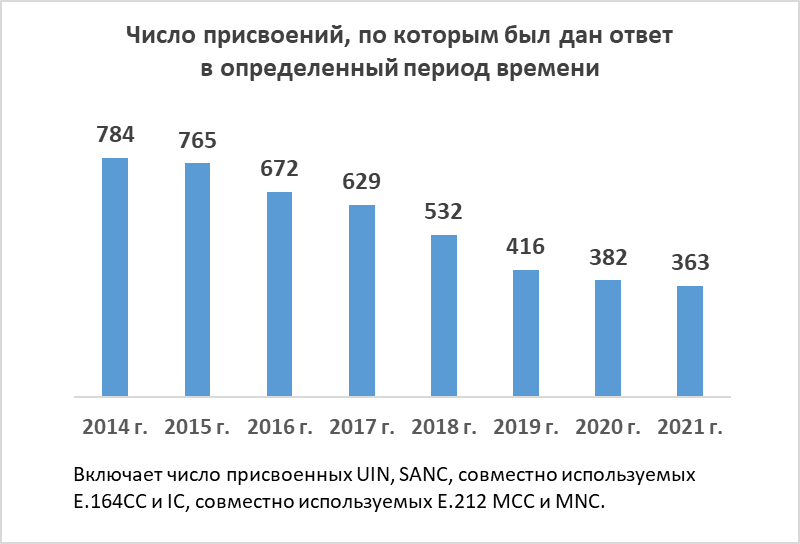 Число присвоений, по которым был дан ответ
в определенный период времени
784
765
672
629
532
416
382
363
2014 г.
2015 г.
2016 г.
2017 г.
2018 г.
2019 г.
2020 г.
2021 г.
Включает число присвоенных UIN, SANC, совместно используемых
E.164CC и IC, совместно используемых E.212 MCC и MNC.